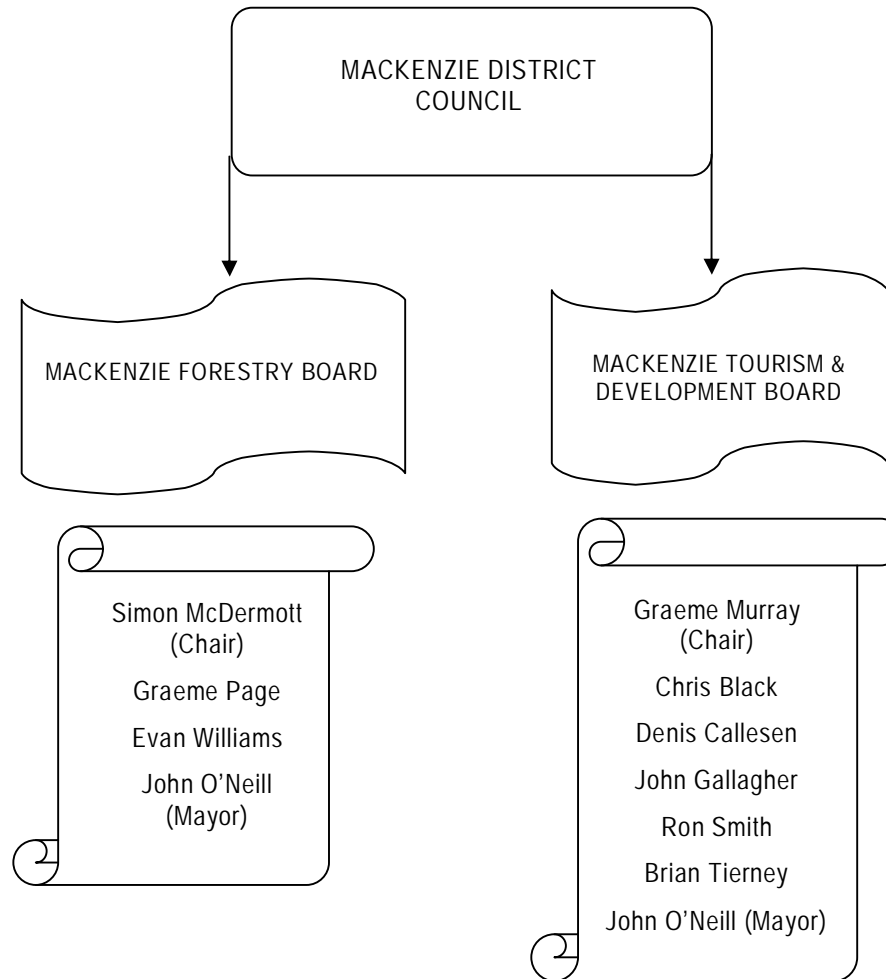 MACKENZIE DISTRICT
COUNCIL
MACKENZIE FORESTRY BOARD
MACKENZIE TOURISM &
DEVELOPMENT BOARD
Simon McDermott
(Chair)
Graeme Page
Evan Williams
John O’Neill
(Mayor)
Graeme Murray
(Chair)
Chris Black
Denis Callesen
John Gallagher
Ron Smith
Brian Tierney
John O’Neill (Mayor)